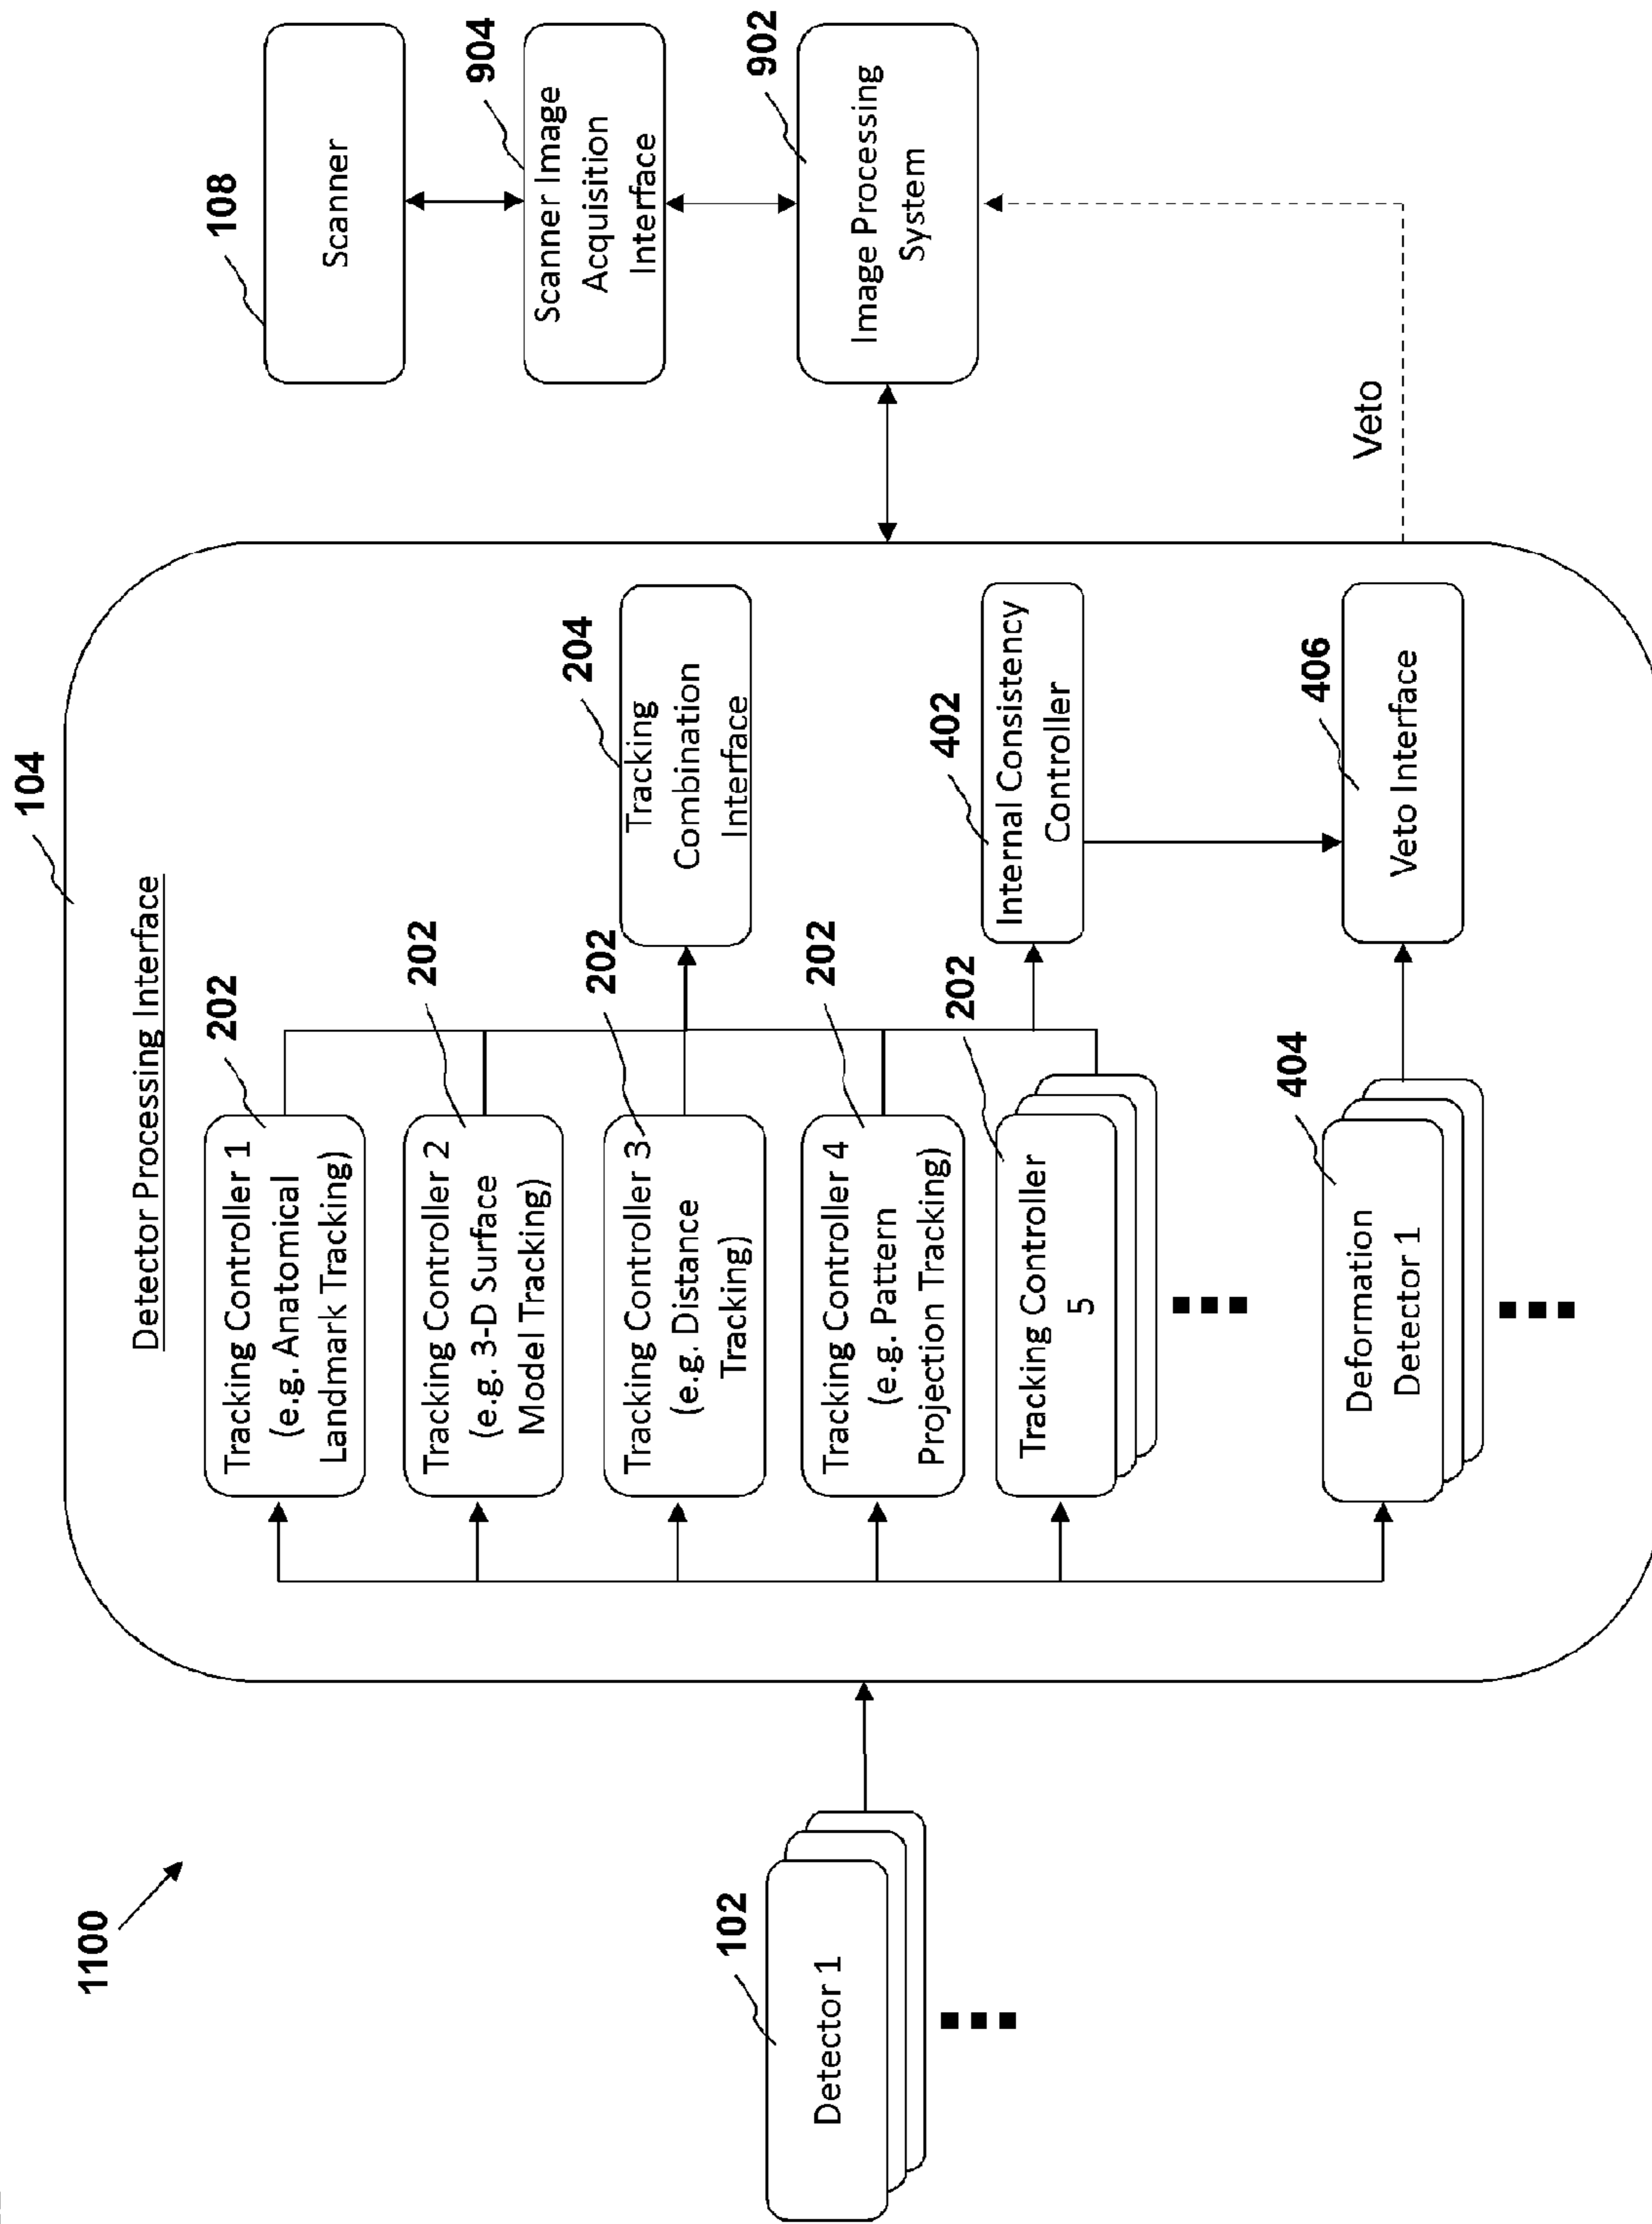 1100
104
Detector Processing Interface
102
Detector 1
202
Tracking Controller 1
(e.g. Anatomical
Landmark Tracking)
202
Tracking Controller 2
(e.g. 3-D Surface
Model Tracking)
202
Tracking Controller 3
(e.g. Distance
Tracking)
202
Tracking Controller 4
(e.g. Pattern
Projection Tracking)
202
Tracking Controller
5
404
Deformation
Detector 1
204
Tracking
Combination
Interface
402
Internal Consistency
Controller
406
Veto Interface
Veto
108
Scanner
904
Scanner Image
Acquisition
Interface
902
Image Processing
System